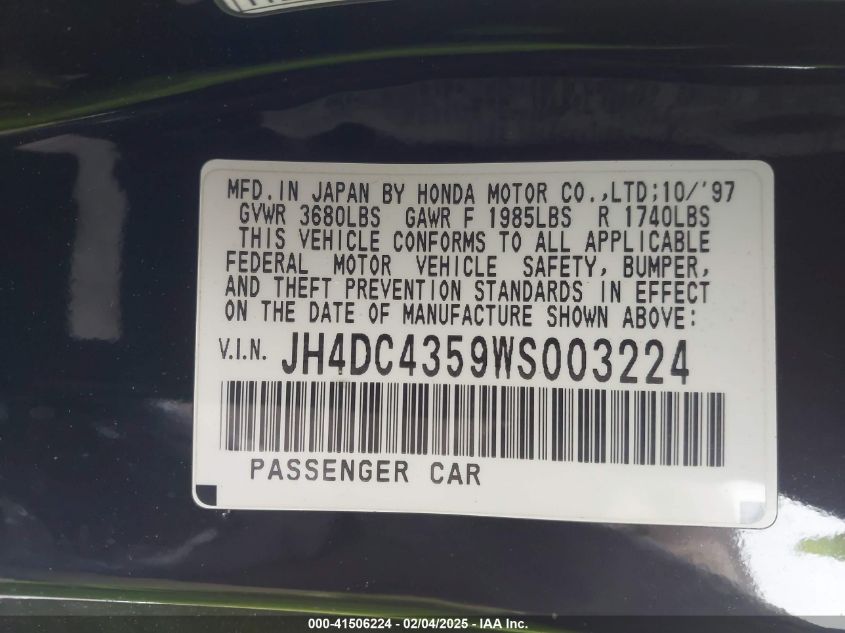 MFD. IN JAPAN BY HONDA MOTOR CO.,LTD;10/'97
GVWR 3680LBS GAWR F 1985LBS R 1740LBS
THIS VEHICLE CONFORMS TO ALL APPLICABLE
FEDERAL MOTOR VEHICLE SAFETY, BUMPER,
AND THEFT PREVENTION STANDARDS IN EFFECT
ON THE DATE OF MANUFACTURE SHOWN ABOVE:
V.I.N. JH4DC4359WS003224
PASSENGER CAR
000-41506224 - 02/04/2025 - IAA Inc.